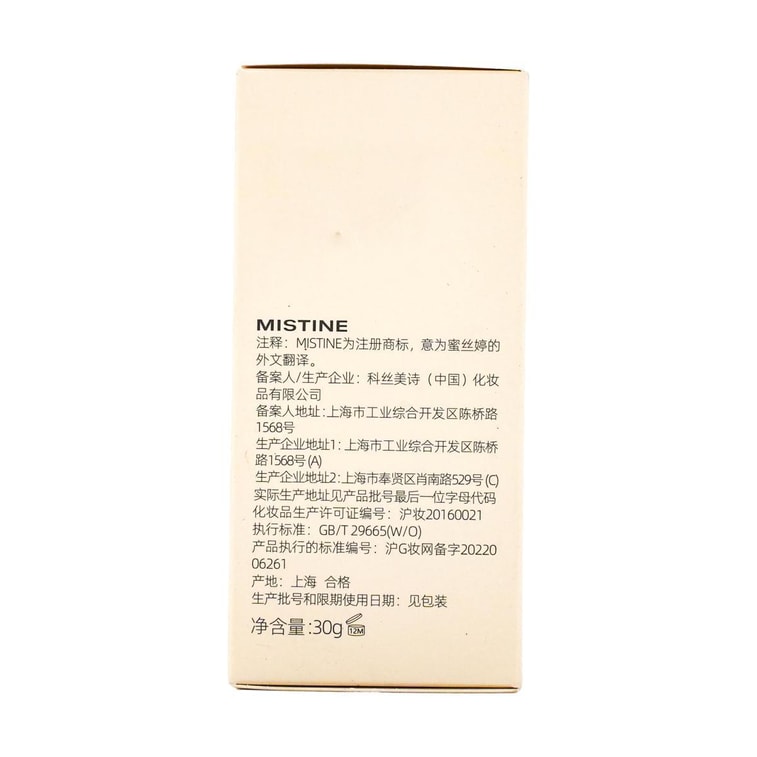 MISTINE
注释：MISTINE为注册商标，意为蜜丝婷的
外文翻译。
备案人/生产企业：科丝美诗（中国）化妆
品有限公司
备案人地址:上海市工业综合开发区陈桥路
1568号
生产企业地址1：上海市工业综合开发区陈桥
路1568号(A)
生产企业地址2:上海市奉贤区肖南路529号(C)
实际生产地址见产品批号最后一位字母代码
化妆品生产许可证编号：沪妆20160021
执行标准：GB/T 29665(W/O)
产品执行的标准编号：沪G妆网备字20220
06261
产地：上海 合格
生产批号和限期使用日期：见包装
净含量:30g 12M